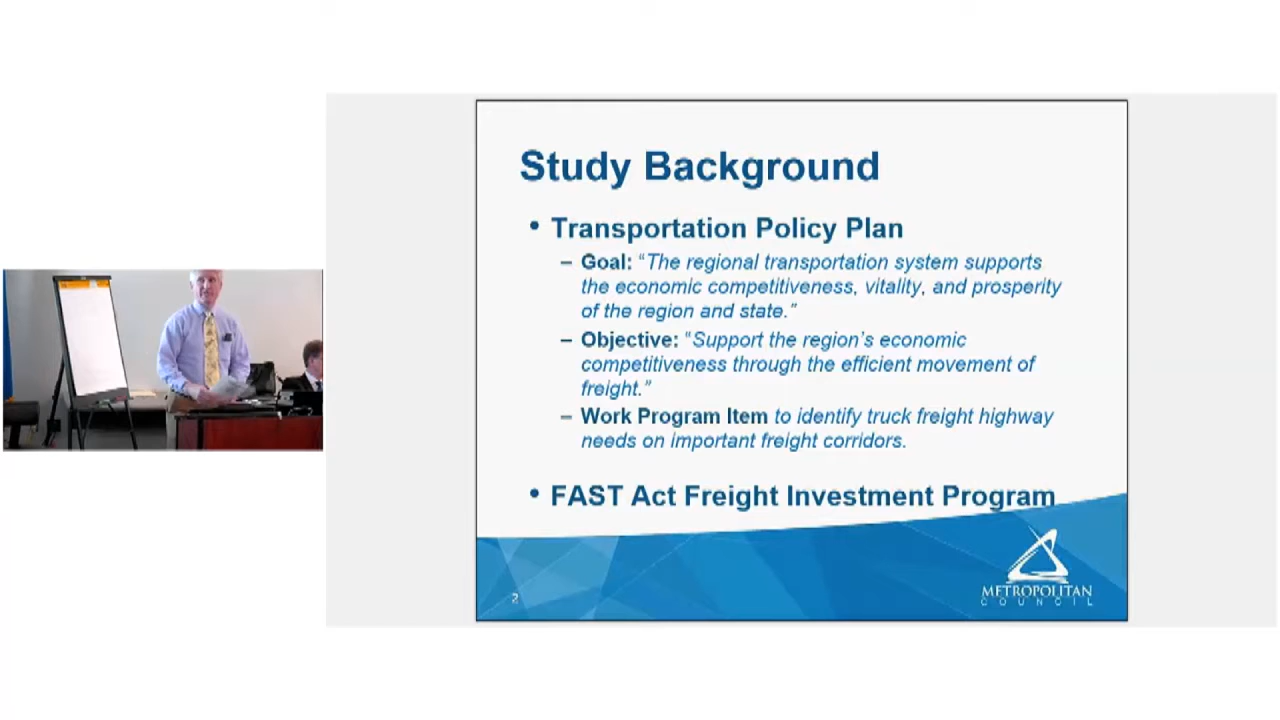 Study Background
• Transportation Policy Plan
– Goal: “The regional transportation system supports
the economic competitiveness, vitality, and prosperity
of the region and state.”
– Objective: “Support the region’s economic
competitiveness through the efficient movement of
freight.”
– Work Program Item to identify truck freight highway
needs on important freight corridors.
• FAST Act Freight Investment Program
2
METROPOLITAN
COUNCIL